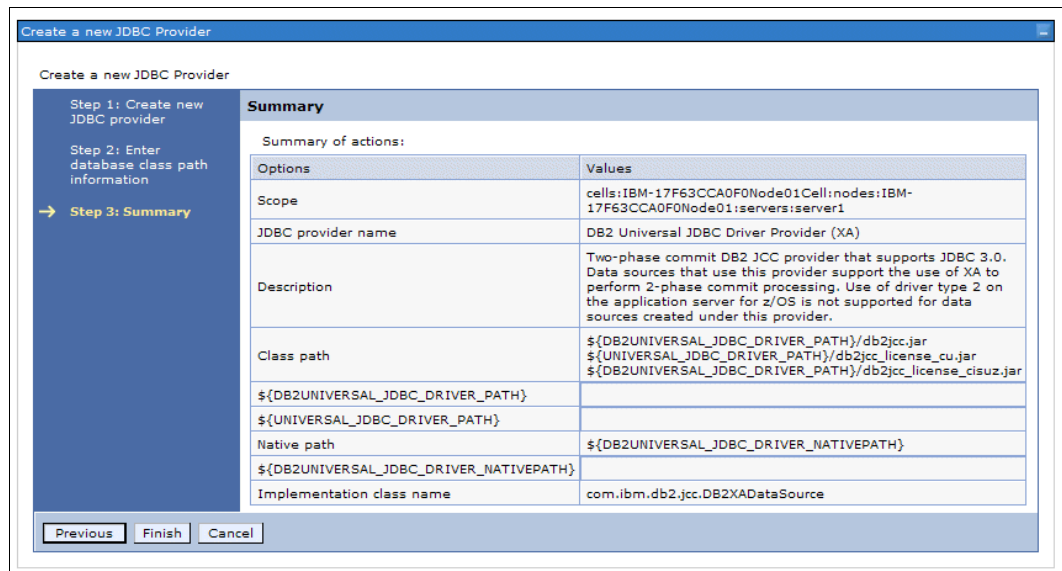 Create a new JDBC Provider
Create a new JDBC Provider
Step 1: Create new
JDBC provider
Step 2: Enter
database class path
information
Step 3: Summary
Summary
Summary of actions:
Options Values
Scope cells:IBM-17F63CCA0F0Node01Cell:nodes:IBM-
17F63CCA0F0Node01:servers:server1
JDBC provider name DB2 Universal JDBC Driver Provider (XA)
Description Two-phase commit DB2 JCC provider that supports JDBC 3.0.
Data sources that use this provider support the use of XA to
perform 2-phase commit processing. Use of driver type 2 on
the application server for z/OS is not supported for data
sources created under this provider.
Class path ${DB2UNIVERSAL_JDBC_DRIVER_PATH}/db2jcc.jar
${UNIVERSAL_JDBC_DRIVER_PATH}/db2jcc_license_cu.jar
${DB2UNIVERSAL_JDBC_DRIVER_PATH}/db2jcc_license_cisuz.jar
${DB2UNIVERSAL_JDBC_DRIVER_PATH}
${UNIVERSAL_JDBC_DRIVER_PATH}
Native path ${DB2UNIVERSAL_JDBC_DRIVER_NATIVEPATH}
${DB2UNIVERSAL_JDBC_DRIVER_NATIVEPATH}
Implementation class name com.ibm.db2.jcc.DB2XADataSource
Previous Finish Cancel